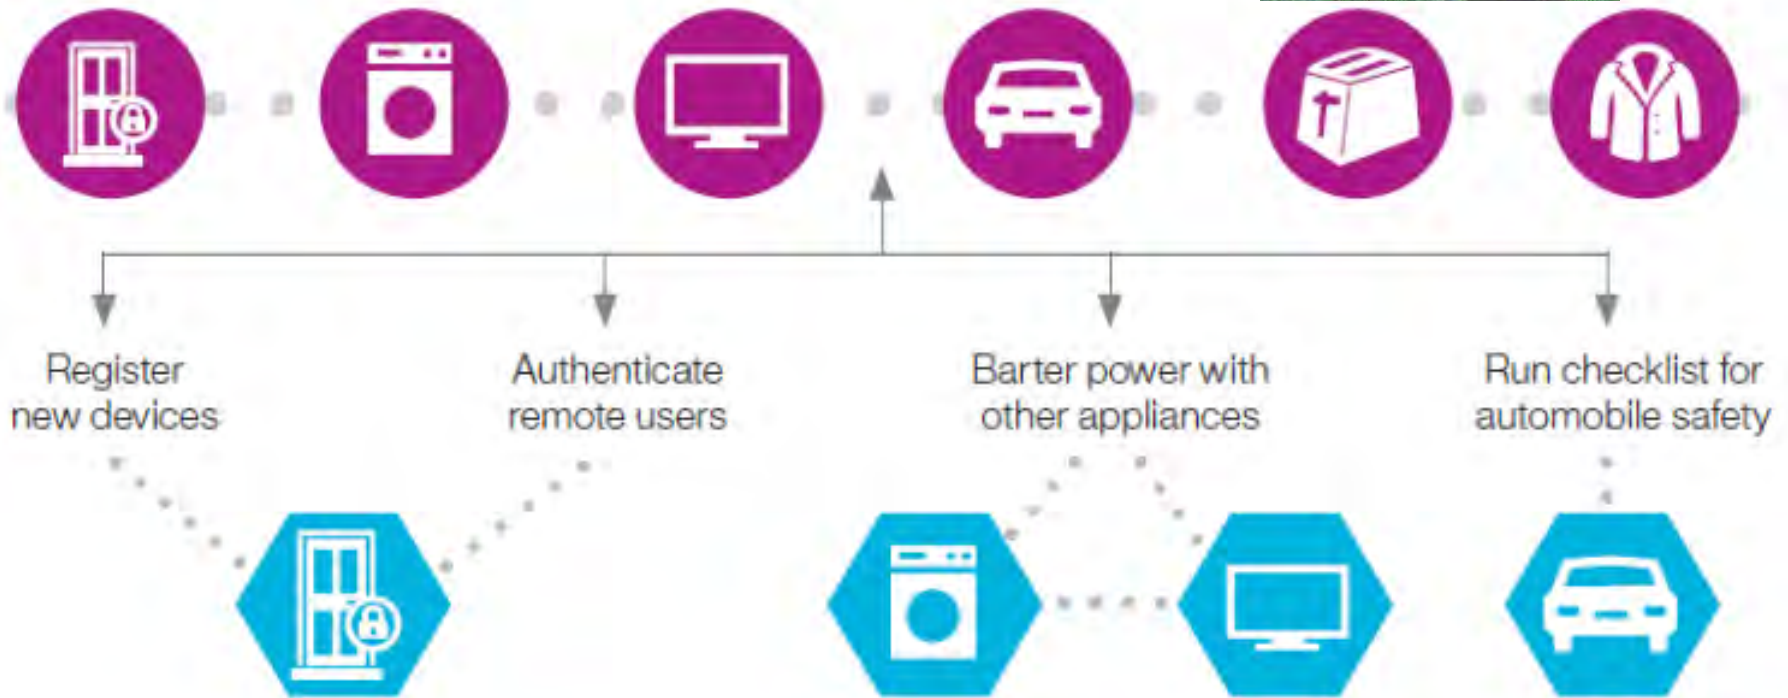 Register
new devices
Authenticate
remote users
Barter power with
other appliances
Run checklist for
automobile safety